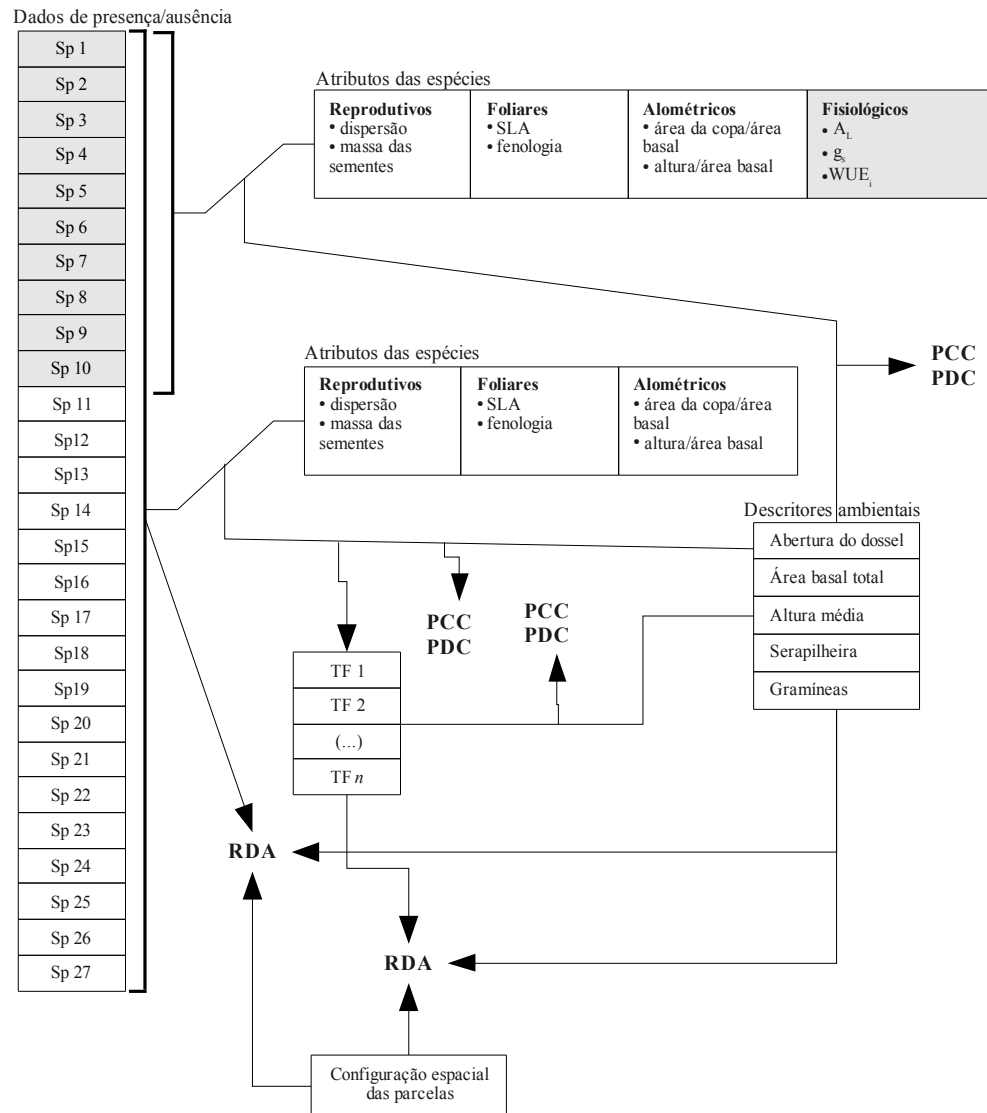 Dados de presença/ausência
Sp 1
Sp 2
Sp 3
Sp 4
Sp 5
Sp 6
Sp 7
Sp 8
Sp 9
Sp 10
Sp 11
Sp12
Sp13
Sp 14
Sp15
Sp16
Sp 17
Sp18
Sp19
Sp 20
Sp 21
Sp 22
Sp 23
Sp 24
Sp 25
Sp 26
Sp 27
Atributos das espécies
Reprodutivos
• dispersão
• massa das
sementes
Foliares
• SLA
• fenologia
Alométricos
• área da copa/área
basal
• altura/área basal
Fisiológicos
• A_L
• g_s
•WUE_i
PCC
PDC
Atributos das espécies
Reprodutivos
• dispersão
• massa das
sementes
Foliares
• SLA
• fenologia
Alométricos
• área da copa/área
basal
• altura/área basal
Descritores ambientais
Abertura do dossel
Área basal total
Altura média
Serapilheira
Gramíneas
PCC
PDC
PCC
PDC
TF 1
TF 2
(...)
TF n
RDA
RDA
Configuração espacial
das parcelas